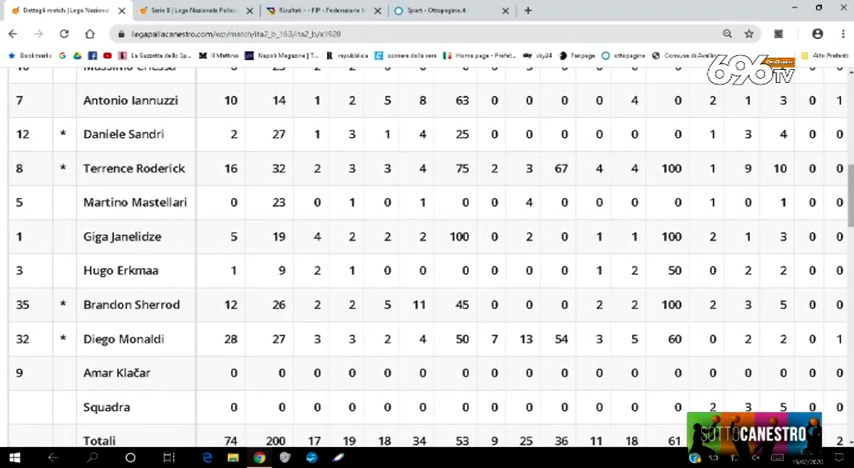 Dettagli match | Lega Nazional
Serie B | Lega Nazionale Pallac
Risultati - FIP - Federazione I
Sport - Ottopagine.it
legapallacanestro.com/wp/match/ita2_b_163/ita2_b/x1920
Bookmarks La Gazzetta dello Sp... Il Mattino Napoli Magazine | T... repubblica corriere della sera Home page - Prefet... sky24 Fanpage ottopagine Comune di Avellino Altri Preferiti
696 TV
7 Antonio Iannuzzi 10 14 1 2 5 8 63 0 0 0 0 4 0 2 1 3 0 1
12 * Daniele Sandri 2 27 1 3 1 4 25 0 0 0 0 0 0 1 3 4 0 0
8 * Terrence Roderick 16 32 2 3 3 4 75 2 3 67 4 4 100 1 9 10 0 0
5 Martino Mastellari 0 23 0 1 0 1 0 0 4 0 0 0 0 1 0 1 0 0
1 Giga Janelidze 5 19 4 2 2 2 100 0 2 0 1 1 100 2 1 3 0 0
3 Hugo Erkmaa 1 9 2 1 0 0 0 0 0 0 1 2 50 0 2 2 0 0
35 * Brandon Sherrod 12 26 2 2 5 11 45 0 0 0 2 2 100 2 3 5 0 0
32 * Diego Monaldi 28 27 3 3 2 4 50 7 13 54 3 5 60 0 2 2 0 1
9 Amar Klačar 0 0 0 0 0 0 0 0 0 0 0 0 0 0 0 0 0 0
Squadra 0 0 0 0 0 0 0 0 0 0 0 0 0 2 3 5 0 0
Totali 74 200 17 19 18 34 53 9 25 36 11 18 61 2
SOTTOCANESTRO